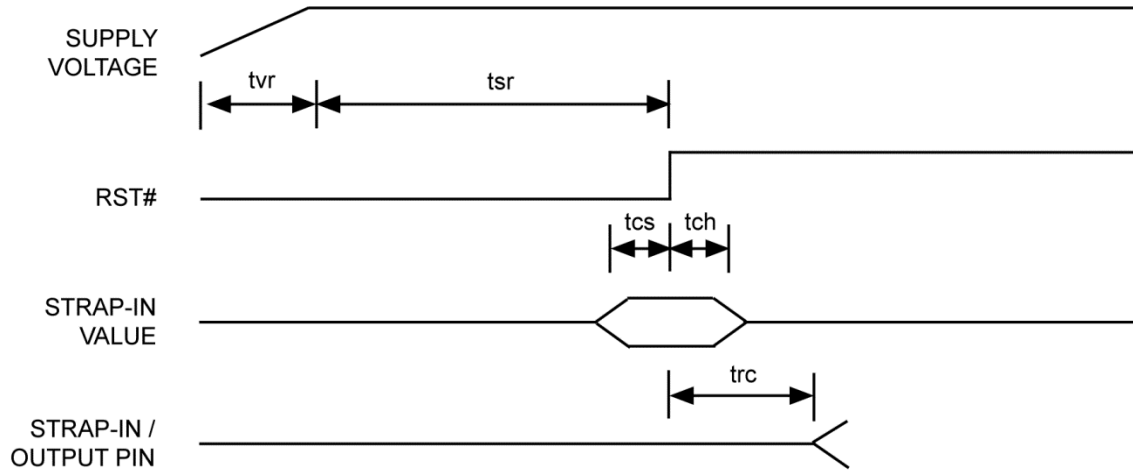 SUPPLY
VOLTAGE
tvr
tsr
RST#
tcs
tch
STRAP-IN
VALUE
trc
STRAP-IN /
OUTPUT PIN